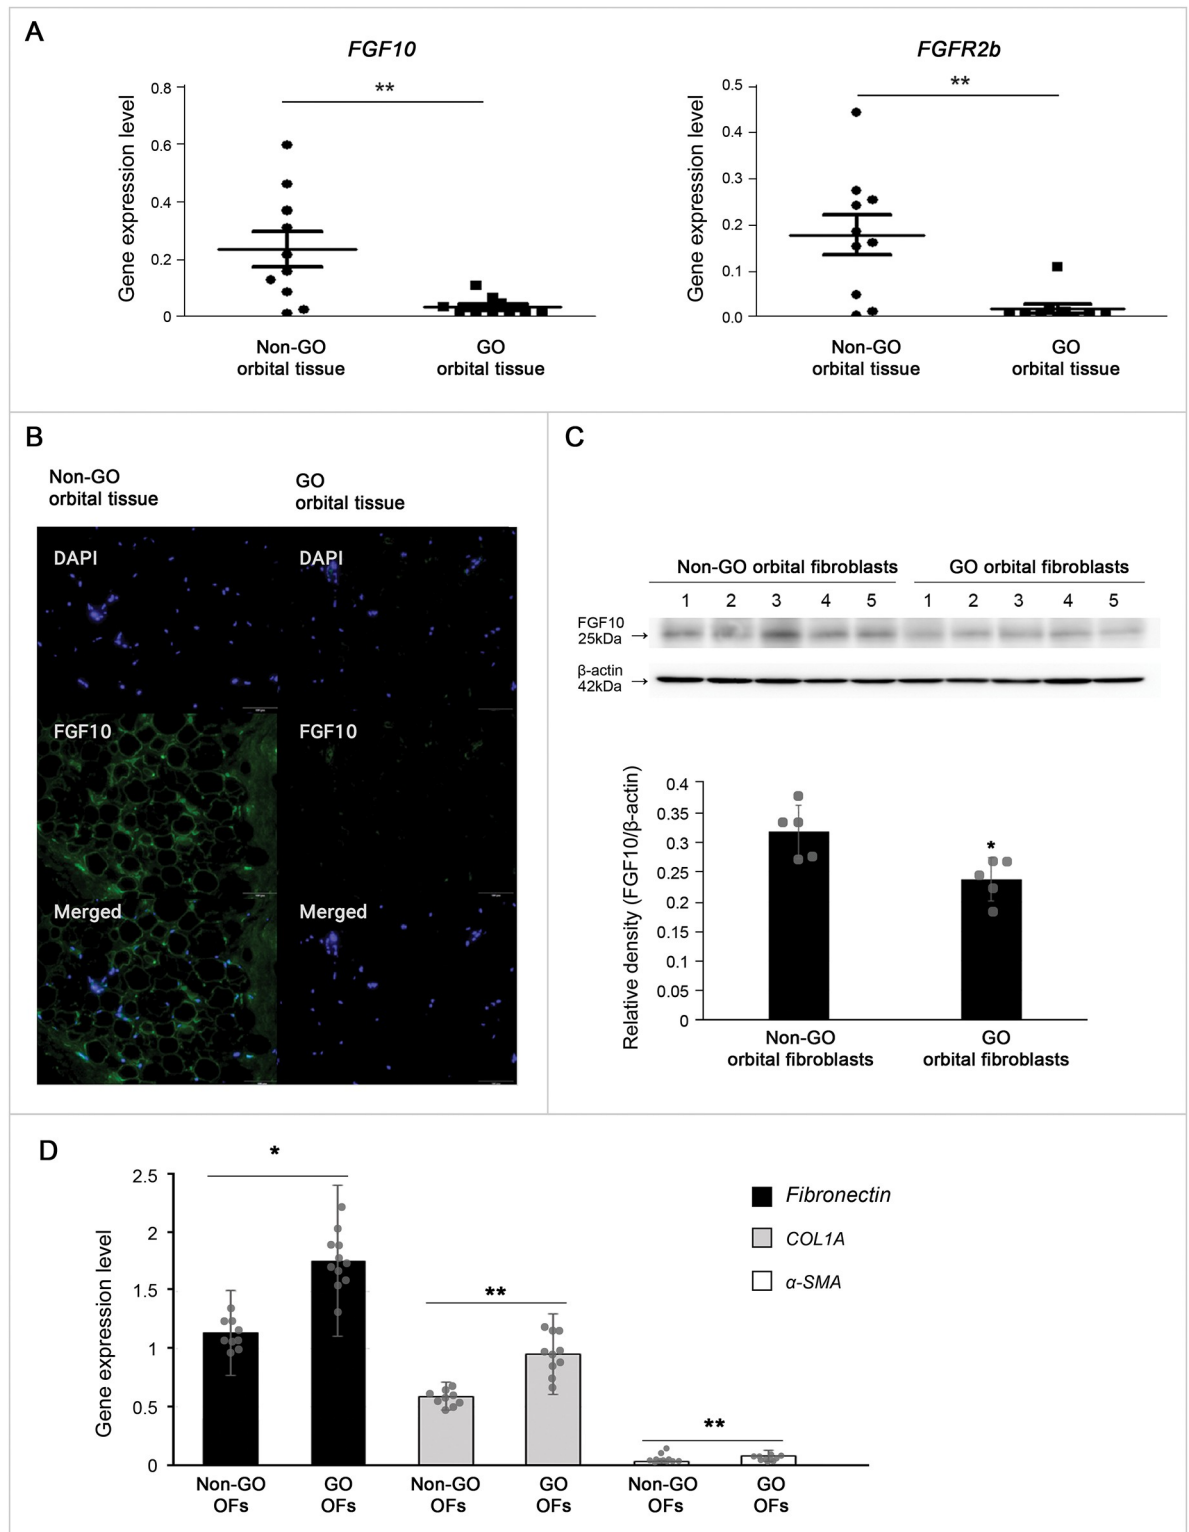 A
FGF10
**
Gene expression level
0.8
0.6
0.4
0.2
0
Non-GO
orbital tissue
GO
orbital tissue
FGFR2b
**
Gene expression level
0.5
0.4
0.3
0.2
0.1
0.0
Non-GO
orbital tissue
GO
orbital tissue
B
Non-GO
orbital tissue
GO
orbital tissue
DAPI
DAPI
FGF10
FGF10
Merged
Merged
C
Non-GO orbital fibroblasts
GO orbital fibroblasts
1 2 3 4 5 1 2 3 4 5
FGF10
25kDa →
β-actin
42kDa →
Relative density (FGF10/β-actin)
0.4
0.35
0.3
0.25
0.2
0.15
0.1
0.05
0
*
Non-GO
orbital fibroblasts
GO
orbital fibroblasts
D
Gene expression level
2.5
2
1.5
1
0.5
0
*
**
**
Fibronectin
COL1A
α-SMA
Non-GO
OFs
GO
OFs
Non-GO
OFs
GO
OFs
Non-GO
OFs
GO
OFs